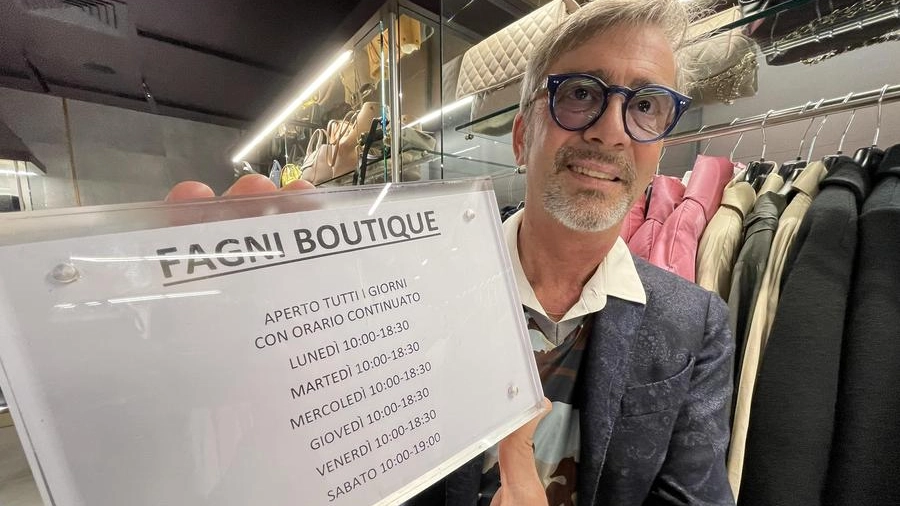 FAGNI BOUTIQUE
APERTO TUTTI I GIORNI
CON ORARIO CONTINUATO
LUNEDÌ 10:00-18:30
MARTEDÌ 10:00-18:30
MERCOLEDÌ 10:00-18:30
GIOVEDÌ 10:00-18:30
VENERDÌ 10:00-18:30
SABATO 10:00-19:00